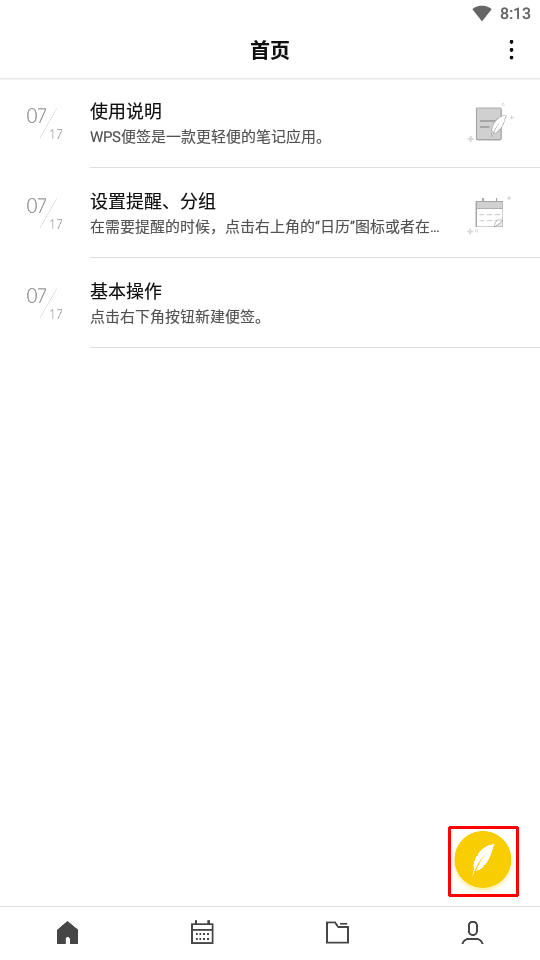 8:13
首页
07/17
使用说明
WPS便签是一款更轻便的笔记应用。
07/17
设置提醒、分组
在需要提醒的时候，点击右上角的“日历”图标或者在...
07/17
基本操作
点击右下角按钮新建便签。